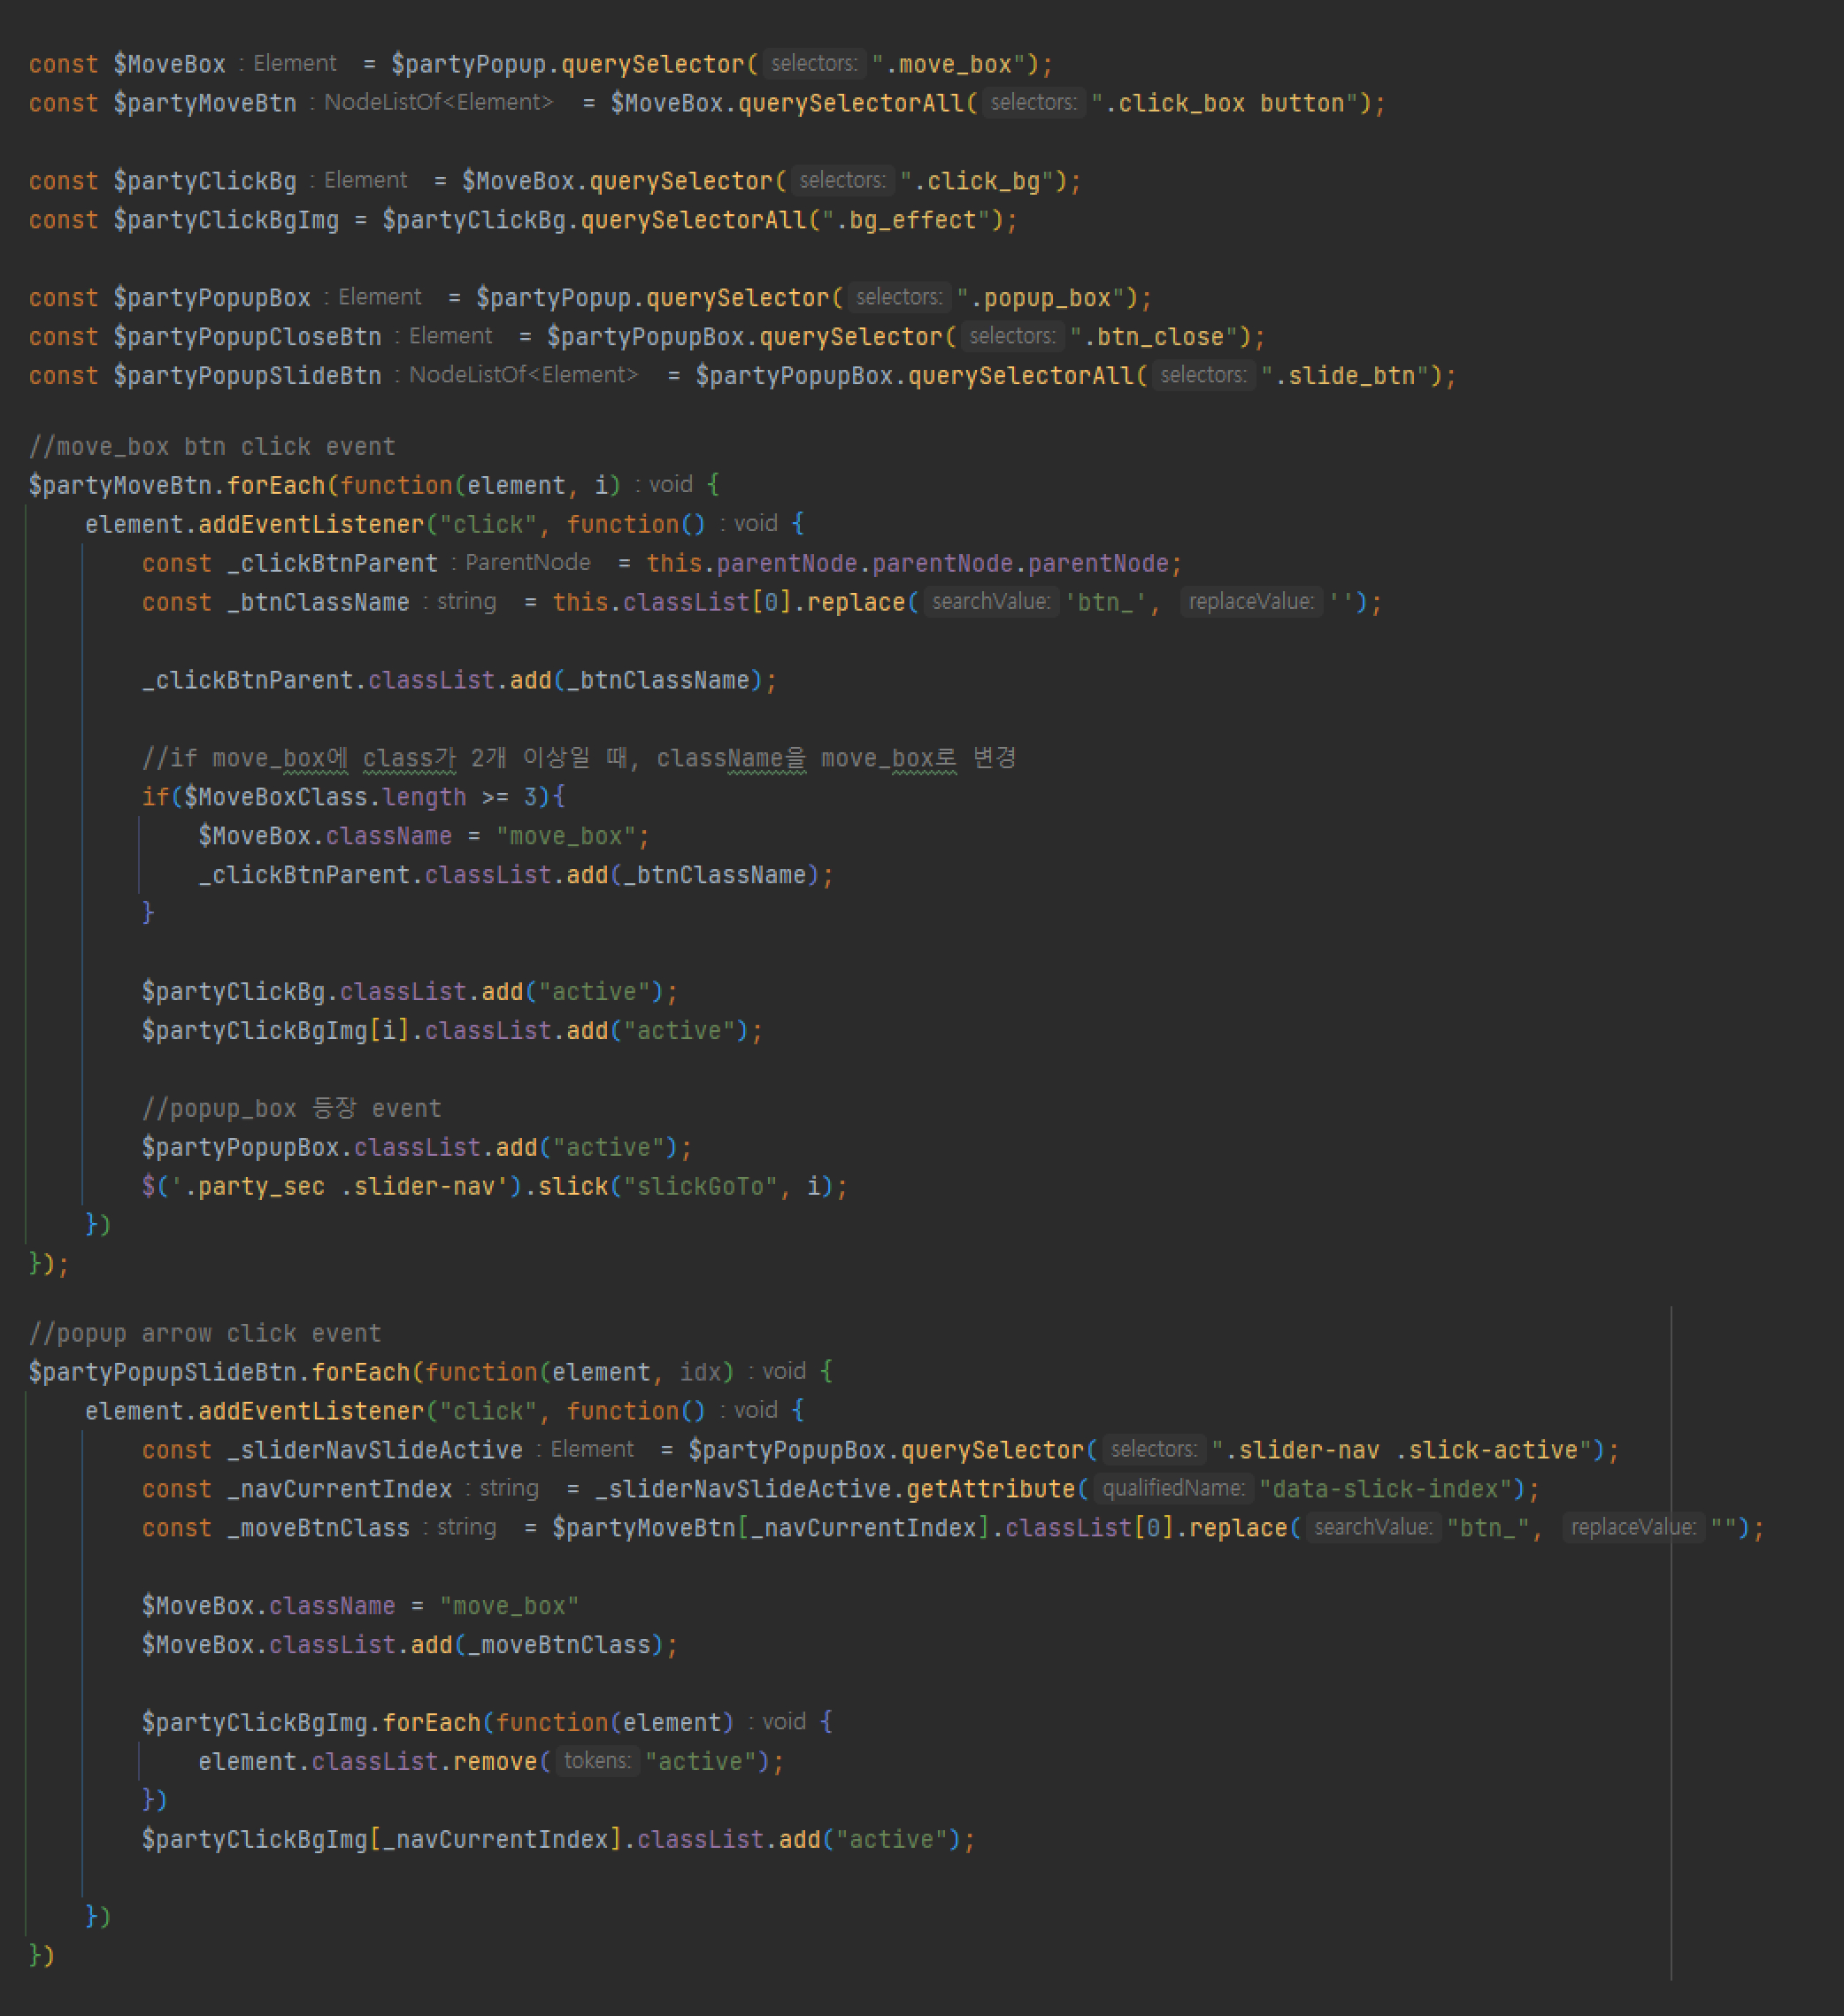 const $MoveBox : Element = $partyPopup.querySelector( selectors: ".move_box");
const $partyMoveBtn : NodeListOf<Element> = $MoveBox.querySelectorAll( selectors: ".click_box button");
const $partyClickBg : Element = $MoveBox.querySelector( selectors: ".click_bg");
const $partyClickBgImg = $partyClickBg.querySelectorAll(".bg_effect");
const $partyPopupBox : Element = $partyPopup.querySelector( selectors: ".popup_box");
const $partyPopupCloseBtn : Element = $partyPopupBox.querySelector( selectors: ".btn_close");
const $partyPopupSlideBtn : NodeListOf<Element> = $partyPopupBox.querySelectorAll( selectors: ".slide_btn");
//move_box btn click event
$partyMoveBtn.forEach(function(element, i) : void {
element.addEventListener("click", function() : void {
const _clickBtnParent : ParentNode = this.parentNode.parentNode.parentNode;
const _btnClassName : string = this.classList[0].replace( searchValue: 'btn_', replaceValue: '');
_clickBtnParent.classList.add(_btnClassName);
//if move_box에 class가 2개 이상일 때, className을 move_box로 변경
if($MoveBoxClass.length >= 3){
$MoveBox.className = "move_box";
_clickBtnParent.classList.add(_btnClassName);
}
$partyClickBg.classList.add("active");
$partyClickBgImg[i].classList.add("active");
//popup_box 등장 event
$partyPopupBox.classList.add("active");
$('.party_sec .slider-nav').slick("slickGoTo", i);
})
});
//popup arrow click event
$partyPopupSlideBtn.forEach(function(element, idx) : void {
element.addEventListener("click", function() : void {
const _sliderNavSlideActive : Element = $partyPopupBox.querySelector( selectors: ".slider-nav .slick-active");
const _navCurrentIndex : string = _sliderNavSlideActive.getAttribute( qualifiedName: "data-slick-index");
const _moveBtnClass : string = $partyMoveBtn[_navCurrentIndex].classList[0].replace( searchValue: "btn_", replaceValue: "");
$MoveBox.className = "move_box"
$MoveBox.classList.add(_moveBtnClass);
$partyClickBgImg.forEach(function(element) : void {
element.classList.remove( tokens: "active");
})
$partyClickBgImg[_navCurrentIndex].classList.add("active");
})
})